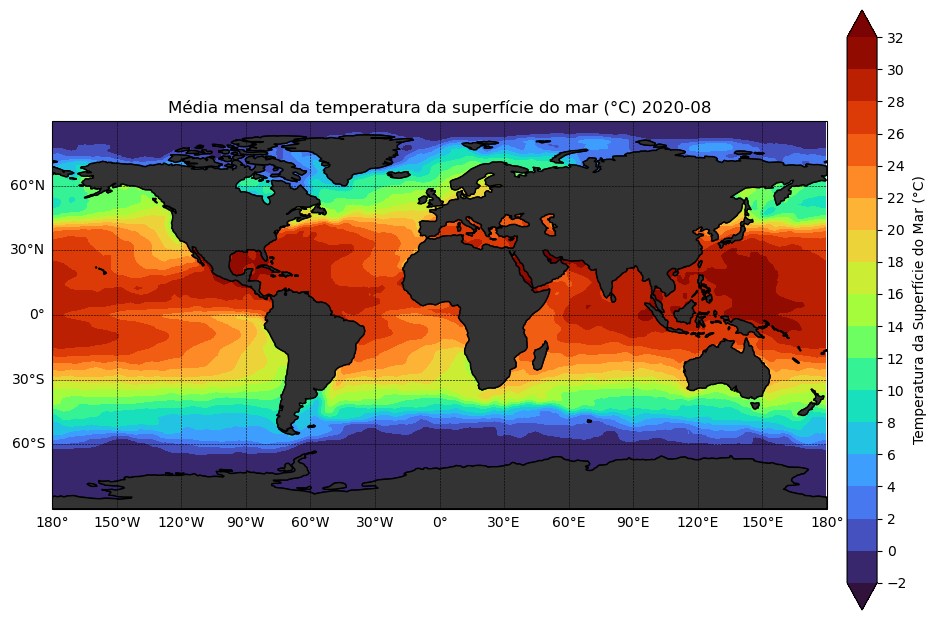 Média mensal da temperatura da superfície do mar (°C) 2020-08
60°N
30°N
0°
30°S
60°S
180°
150°W
120°W
90°W
60°W
30°W
0°
30°E
60°E
90°E
120°E
150°E
180°
32
30
28
26
24
22
20
18
16
14
12
10
8
6
4
2
0
−2
Temperatura da Superfície do Mar (°C)